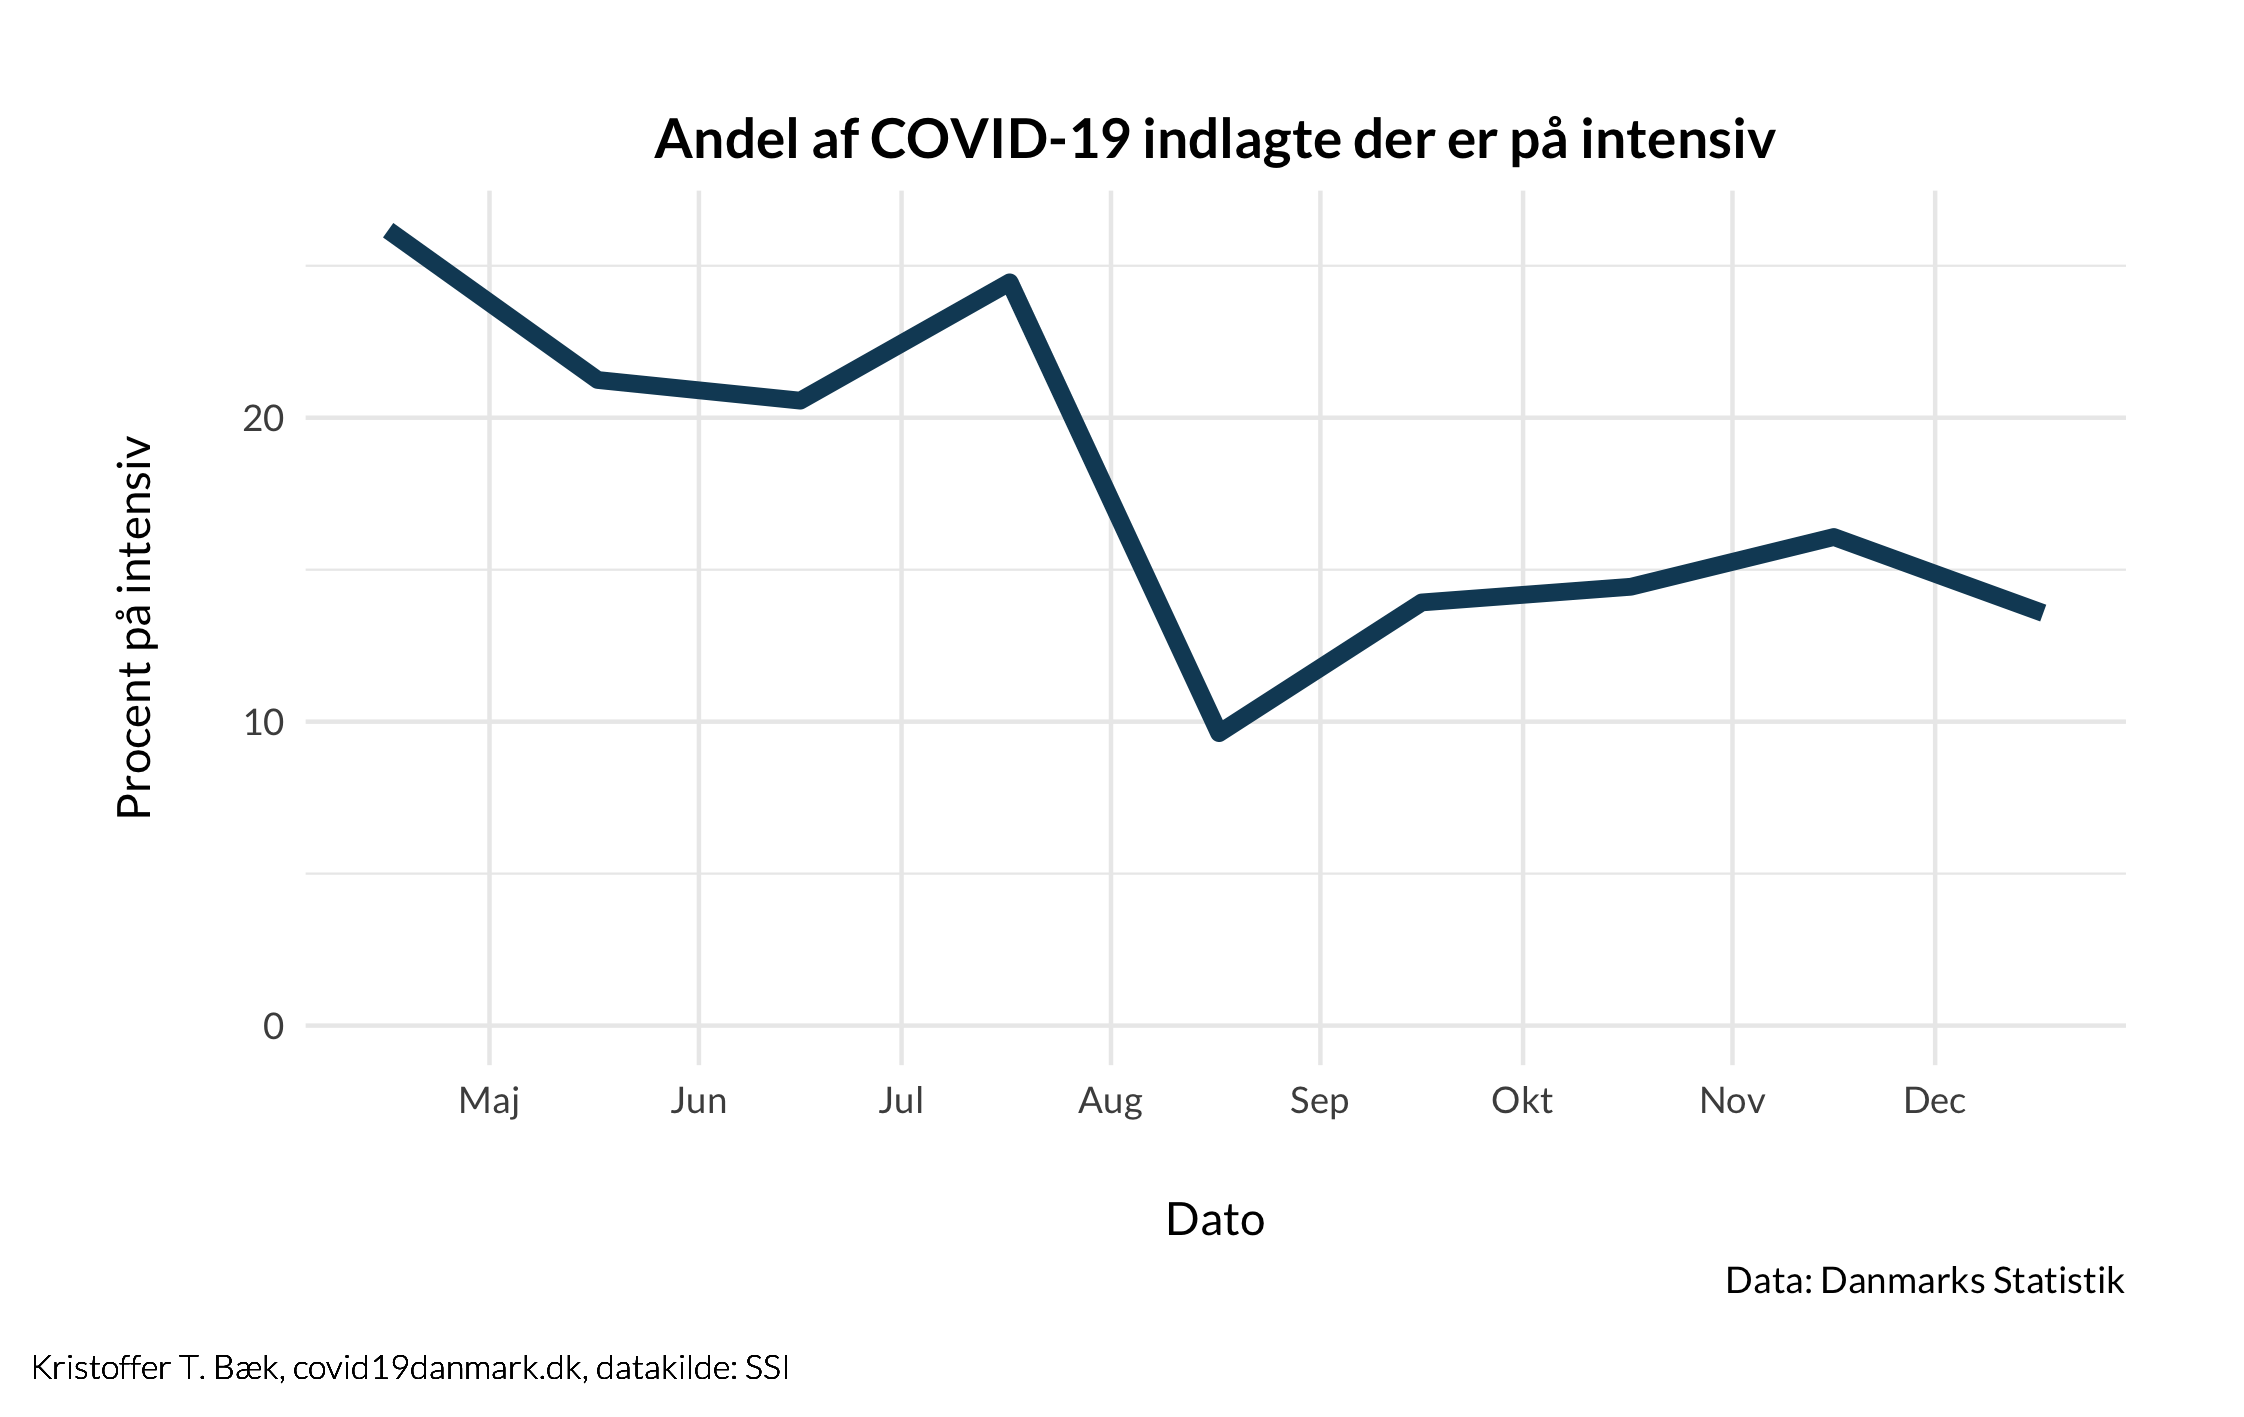 Andel af COVID-19 indlagte der er på intensiv
Procent på intensiv
20
10
0
Maj Jun Jul Aug Sep Okt Nov Dec
Dato
Data: Danmarks Statistik
Kristoffer T. Bæk, covid19danmark.dk, datakilde: SSI